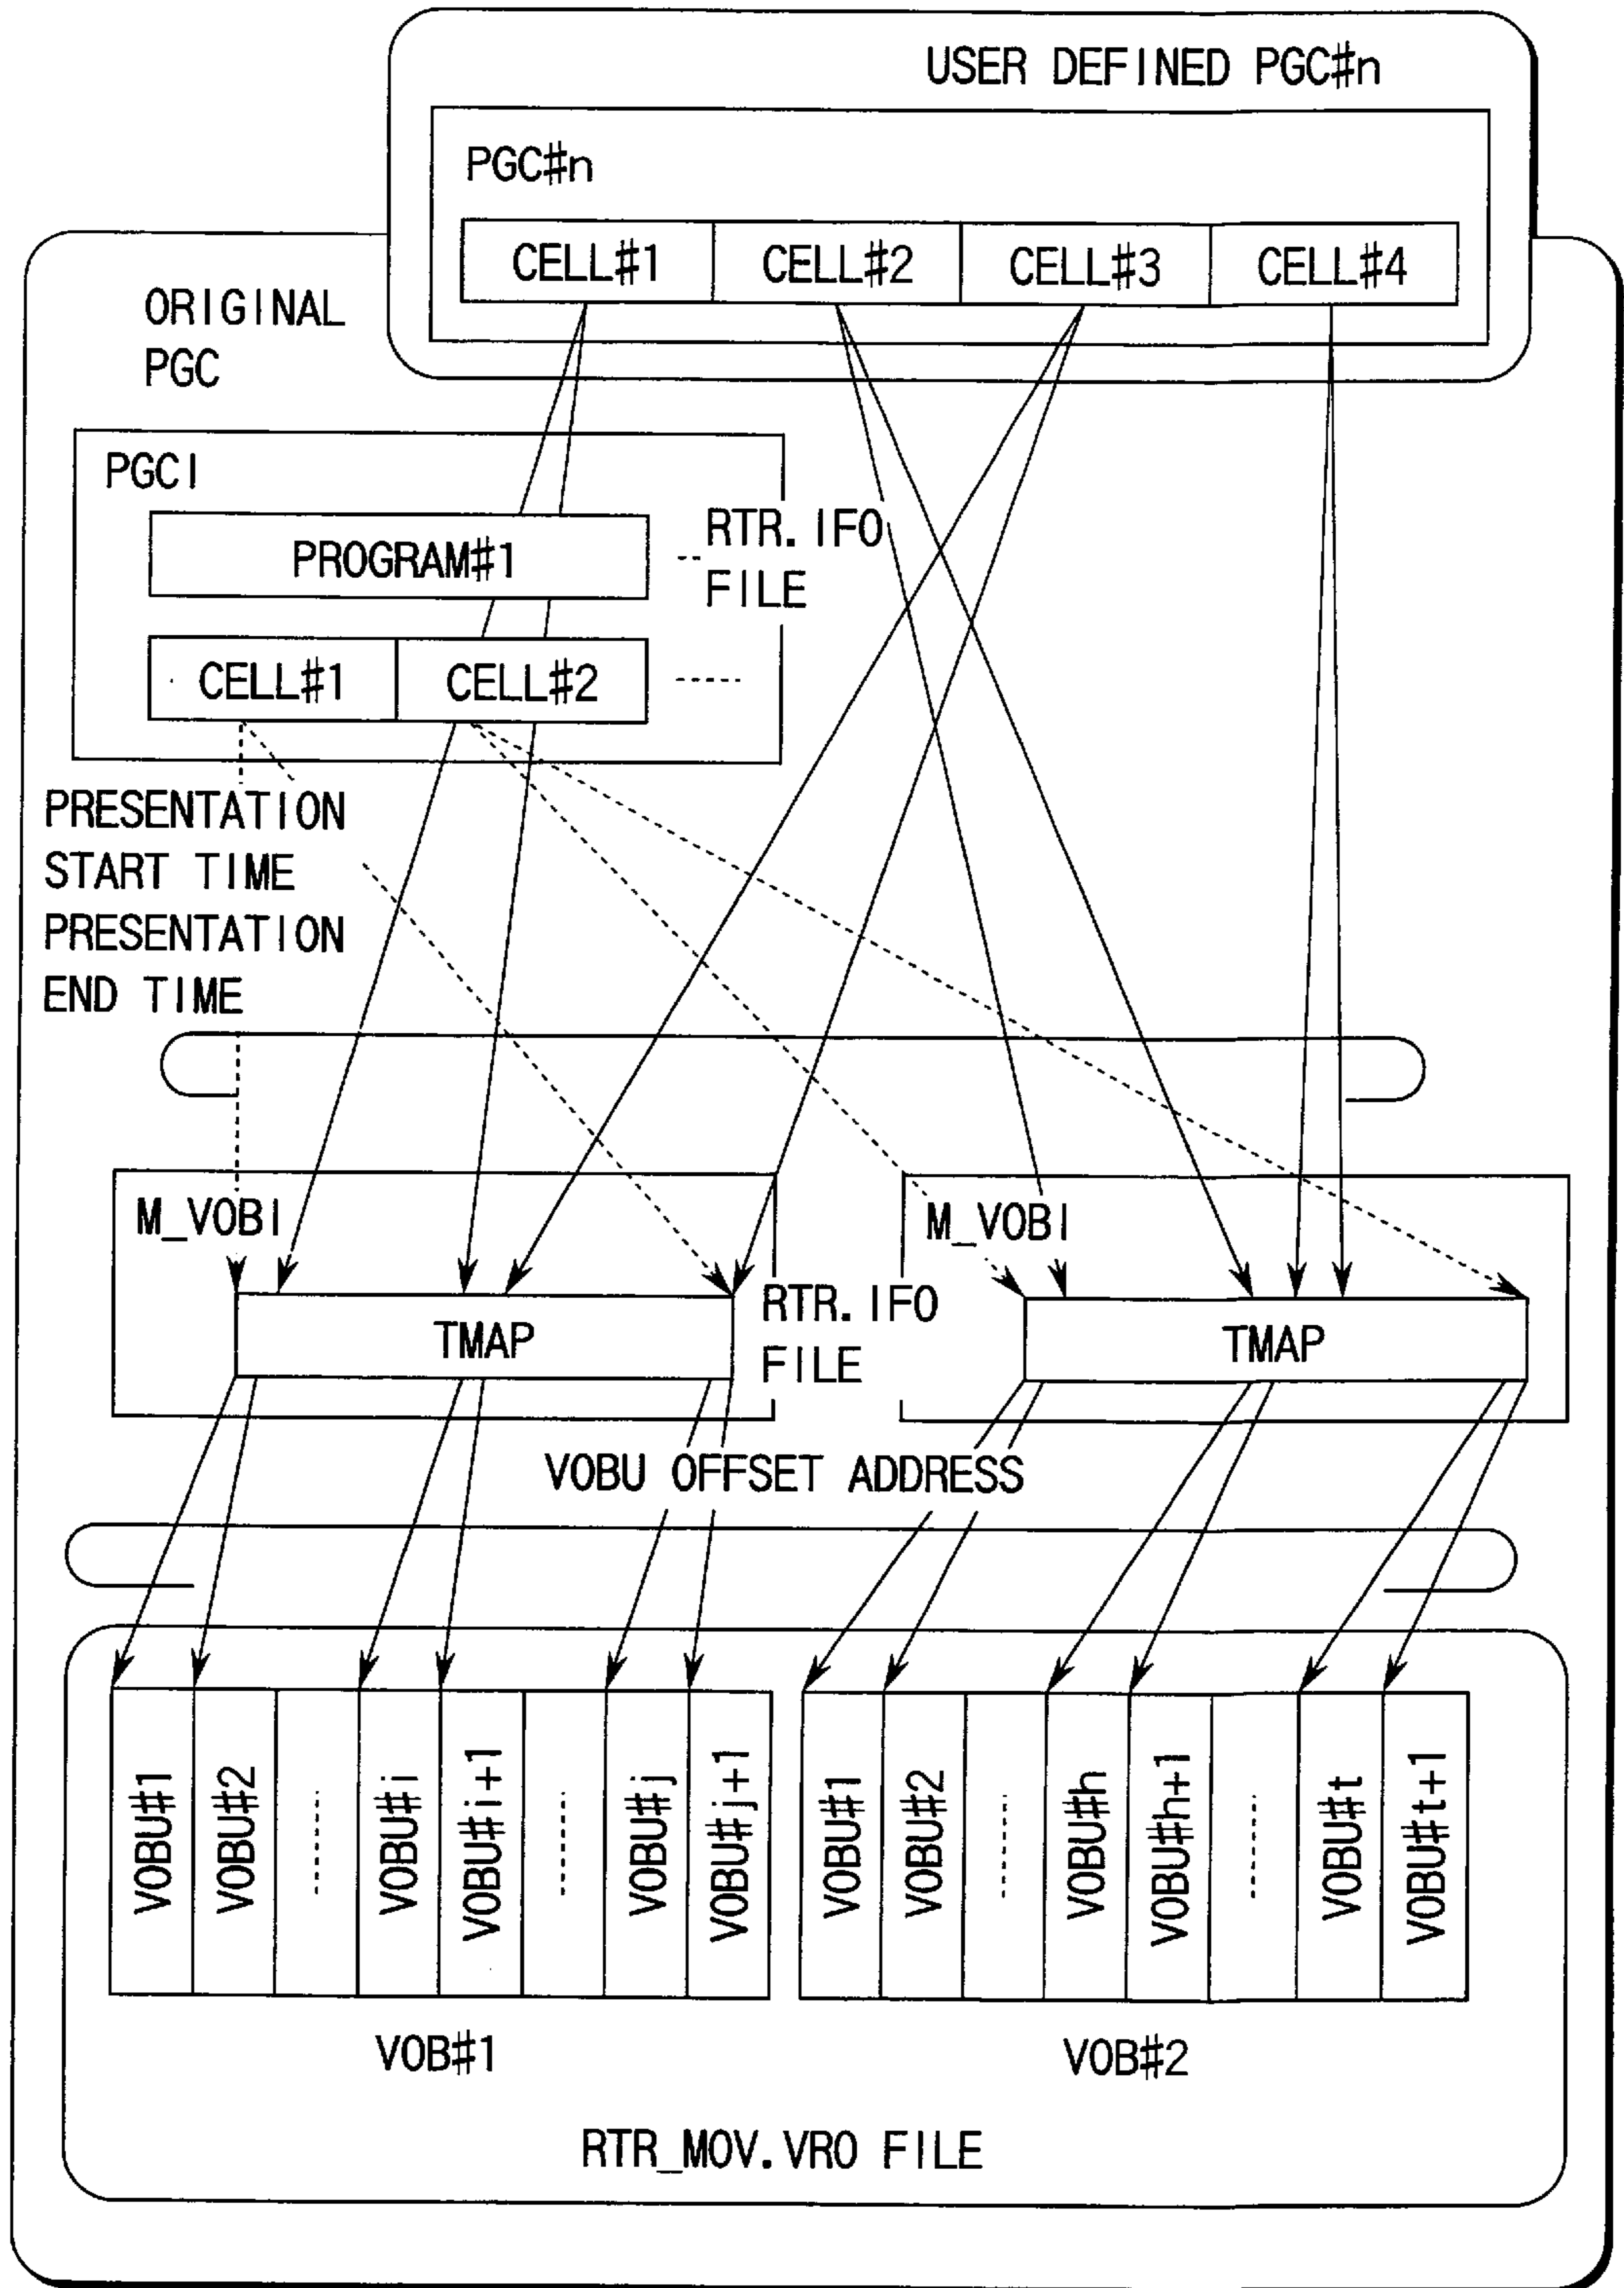 USER DEFINED PGC#n
PGC#n
CELL#1 CELL#2 CELL#3 CELL#4
ORIGINAL
PGC
PGCI
PROGRAM#1
RTR.IFO
FILE
CELL#1 CELL#2
PRESENTATION
START TIME
PRESENTATION
END TIME
M_VOBI
M_VOBI
TMAP
RTR.IFO
FILE
TMAP
VOBU OFFSET ADDRESS
VOBU#1
VOBU#2
VOBU#i
VOBU#i+1
VOBU#j
VOBU#j+1
VOBU#1
VOBU#2
VOBU#h
VOBU#h+1
VOBU#t
VOBU#t+1
VOB#1
VOB#2
RTR_MOV.VRO FILE